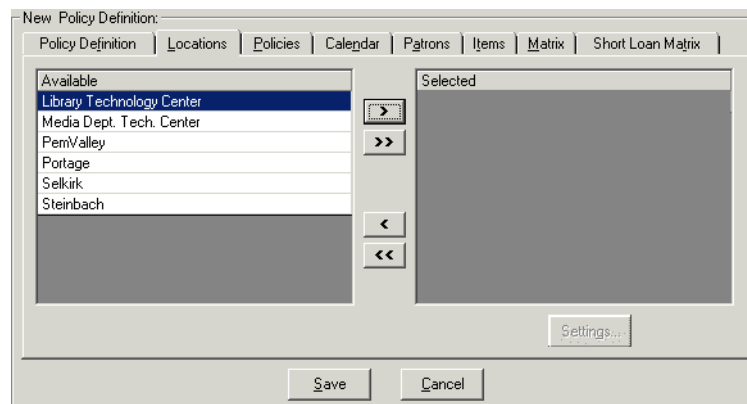 New Policy Definition:
Policy Definition Locations Policies Calendar Patrons Items Matrix Short Loan Matrix
Available Selected
Library Technology Center
Media Dept. Tech. Center
PemValley
Portage
Selkirk
Steinbach
>
>>
<
<<
Settings...
Save Cancel